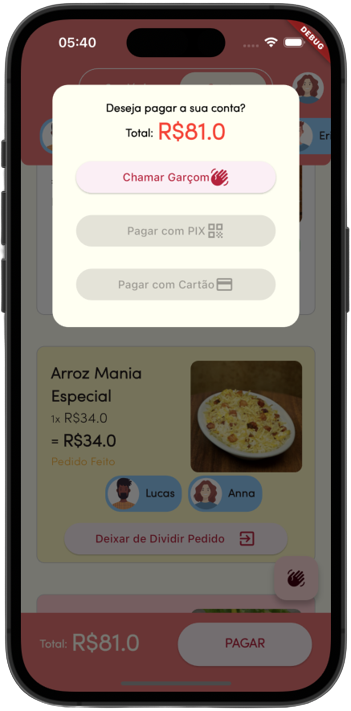 05:40
DEBUG
Deseja pagar a sua conta?
Total: R$81.0
Chamar Garçom
Pagar com PIX
Pagar com Cartão
Arroz Mania
Especial
1x R$34.0
= R$34.0
Pedido Feito
Lucas
Anna
Deixar de Dividir Pedido
Total: R$81.0
PAGAR